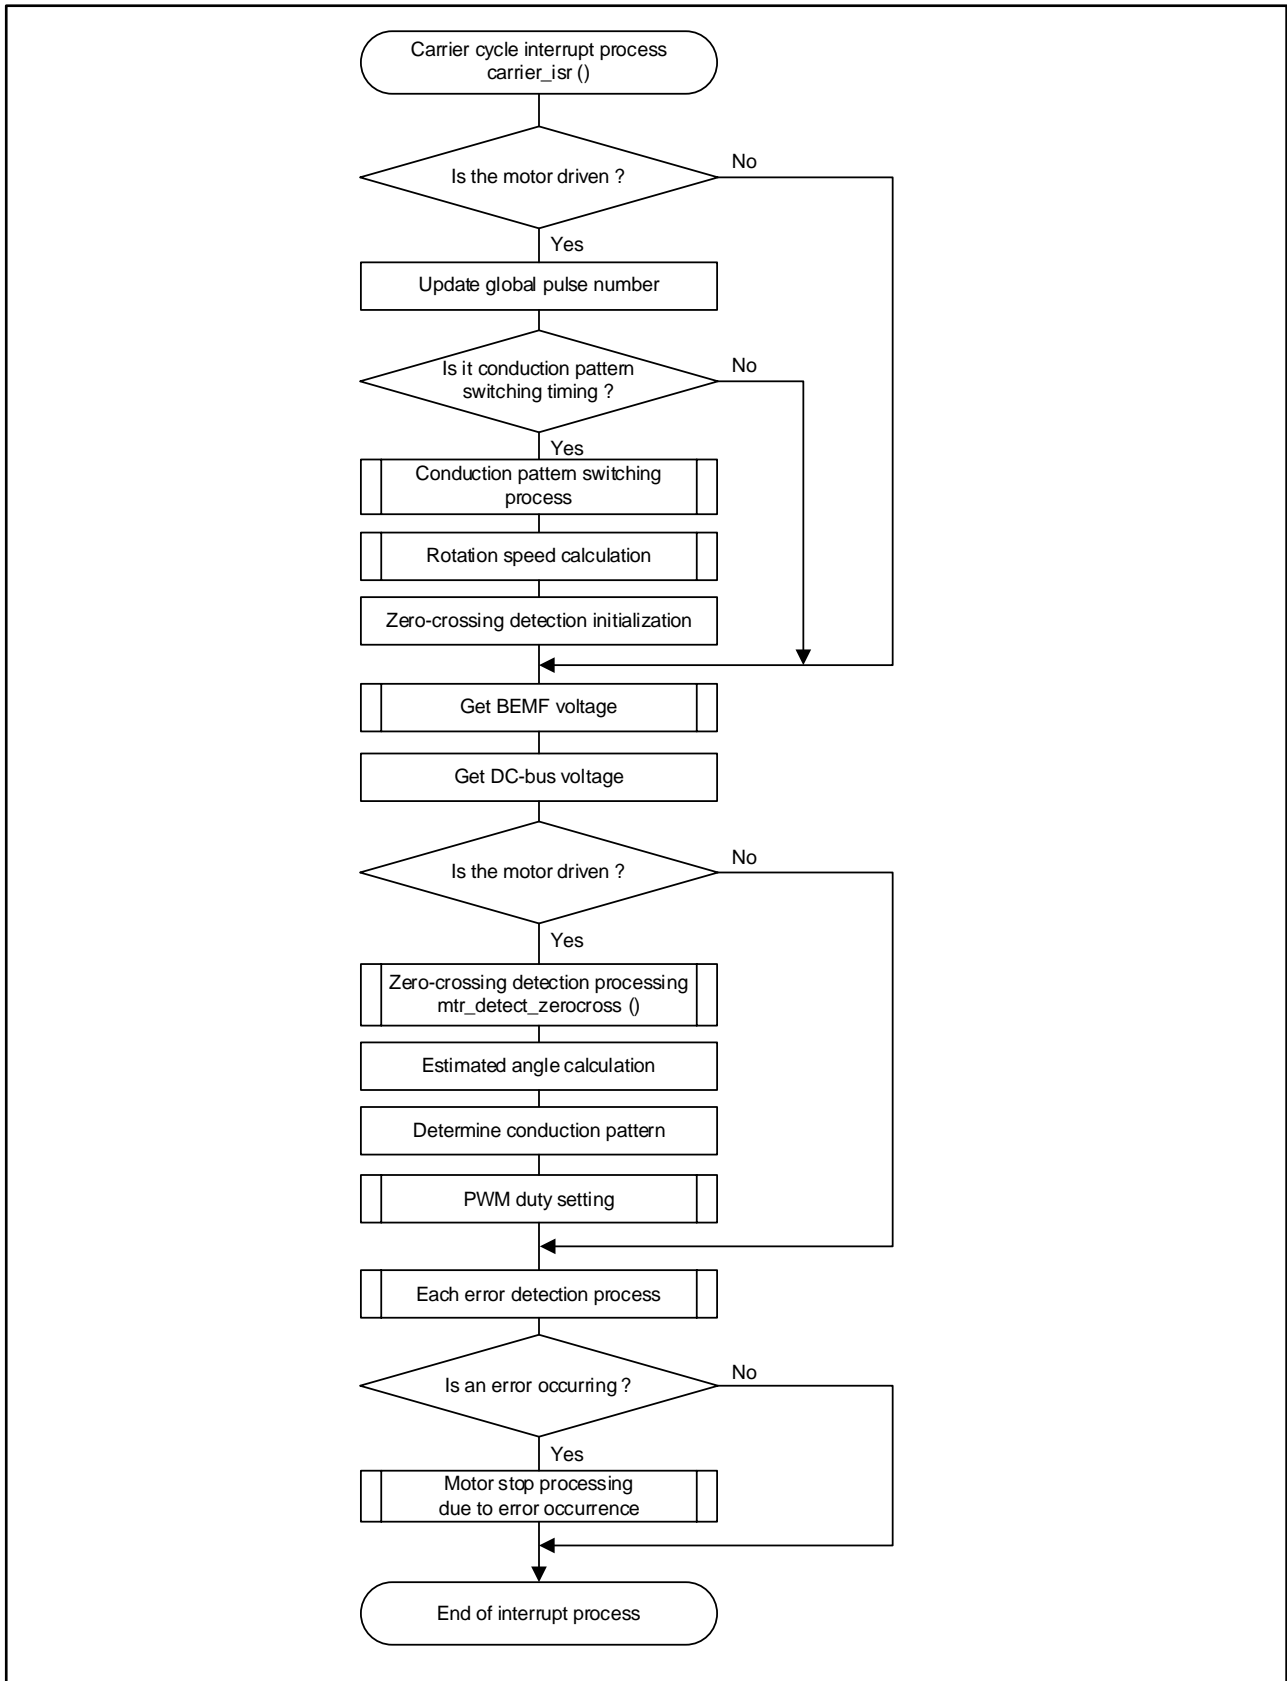 Carrier cycle interrupt process
carrier_isr ()
Is the motor driven ?
No
Yes
Update global pulse number
Is it conduction pattern
switching timing ?
No
Yes
Conduction pattern switching
process
Rotation speed calculation
Zero-crossing detection initialization
Get BEMF voltage
Get DC-bus voltage
Is the motor driven ?
No
Yes
Zero-crossing detection processing
mtr_detect_zerocross ()
Estimated angle calculation
Determine conduction pattern
PWM duty setting
Each error detection process
Is an error occurring ?
No
Yes
Motor stop processing
due to error occurrence
End of interrupt process